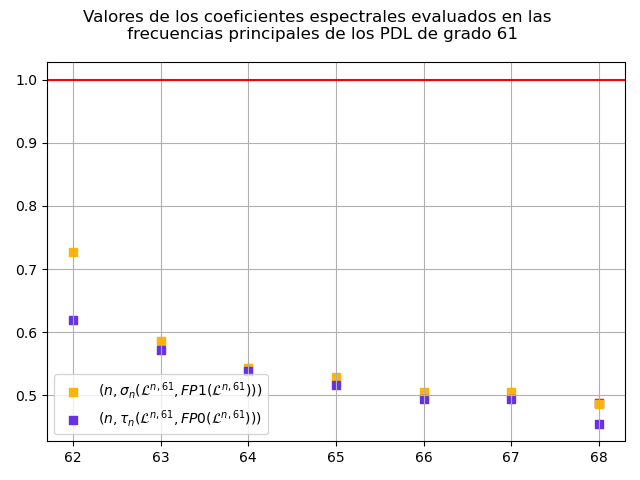 Valores de los coeficientes espectrales evaluados en las
frecuencias principales de los PDL de grado 61
1.0
0.9
0.8
0.7
0.6
0.5
(n, σₙ(ℒⁿ,⁶¹, FP1(ℒⁿ,⁶¹)))
(n, τₙ(ℒⁿ,⁶¹, FP0(ℒⁿ,⁶¹)))
62 63 64 65 66 67 68